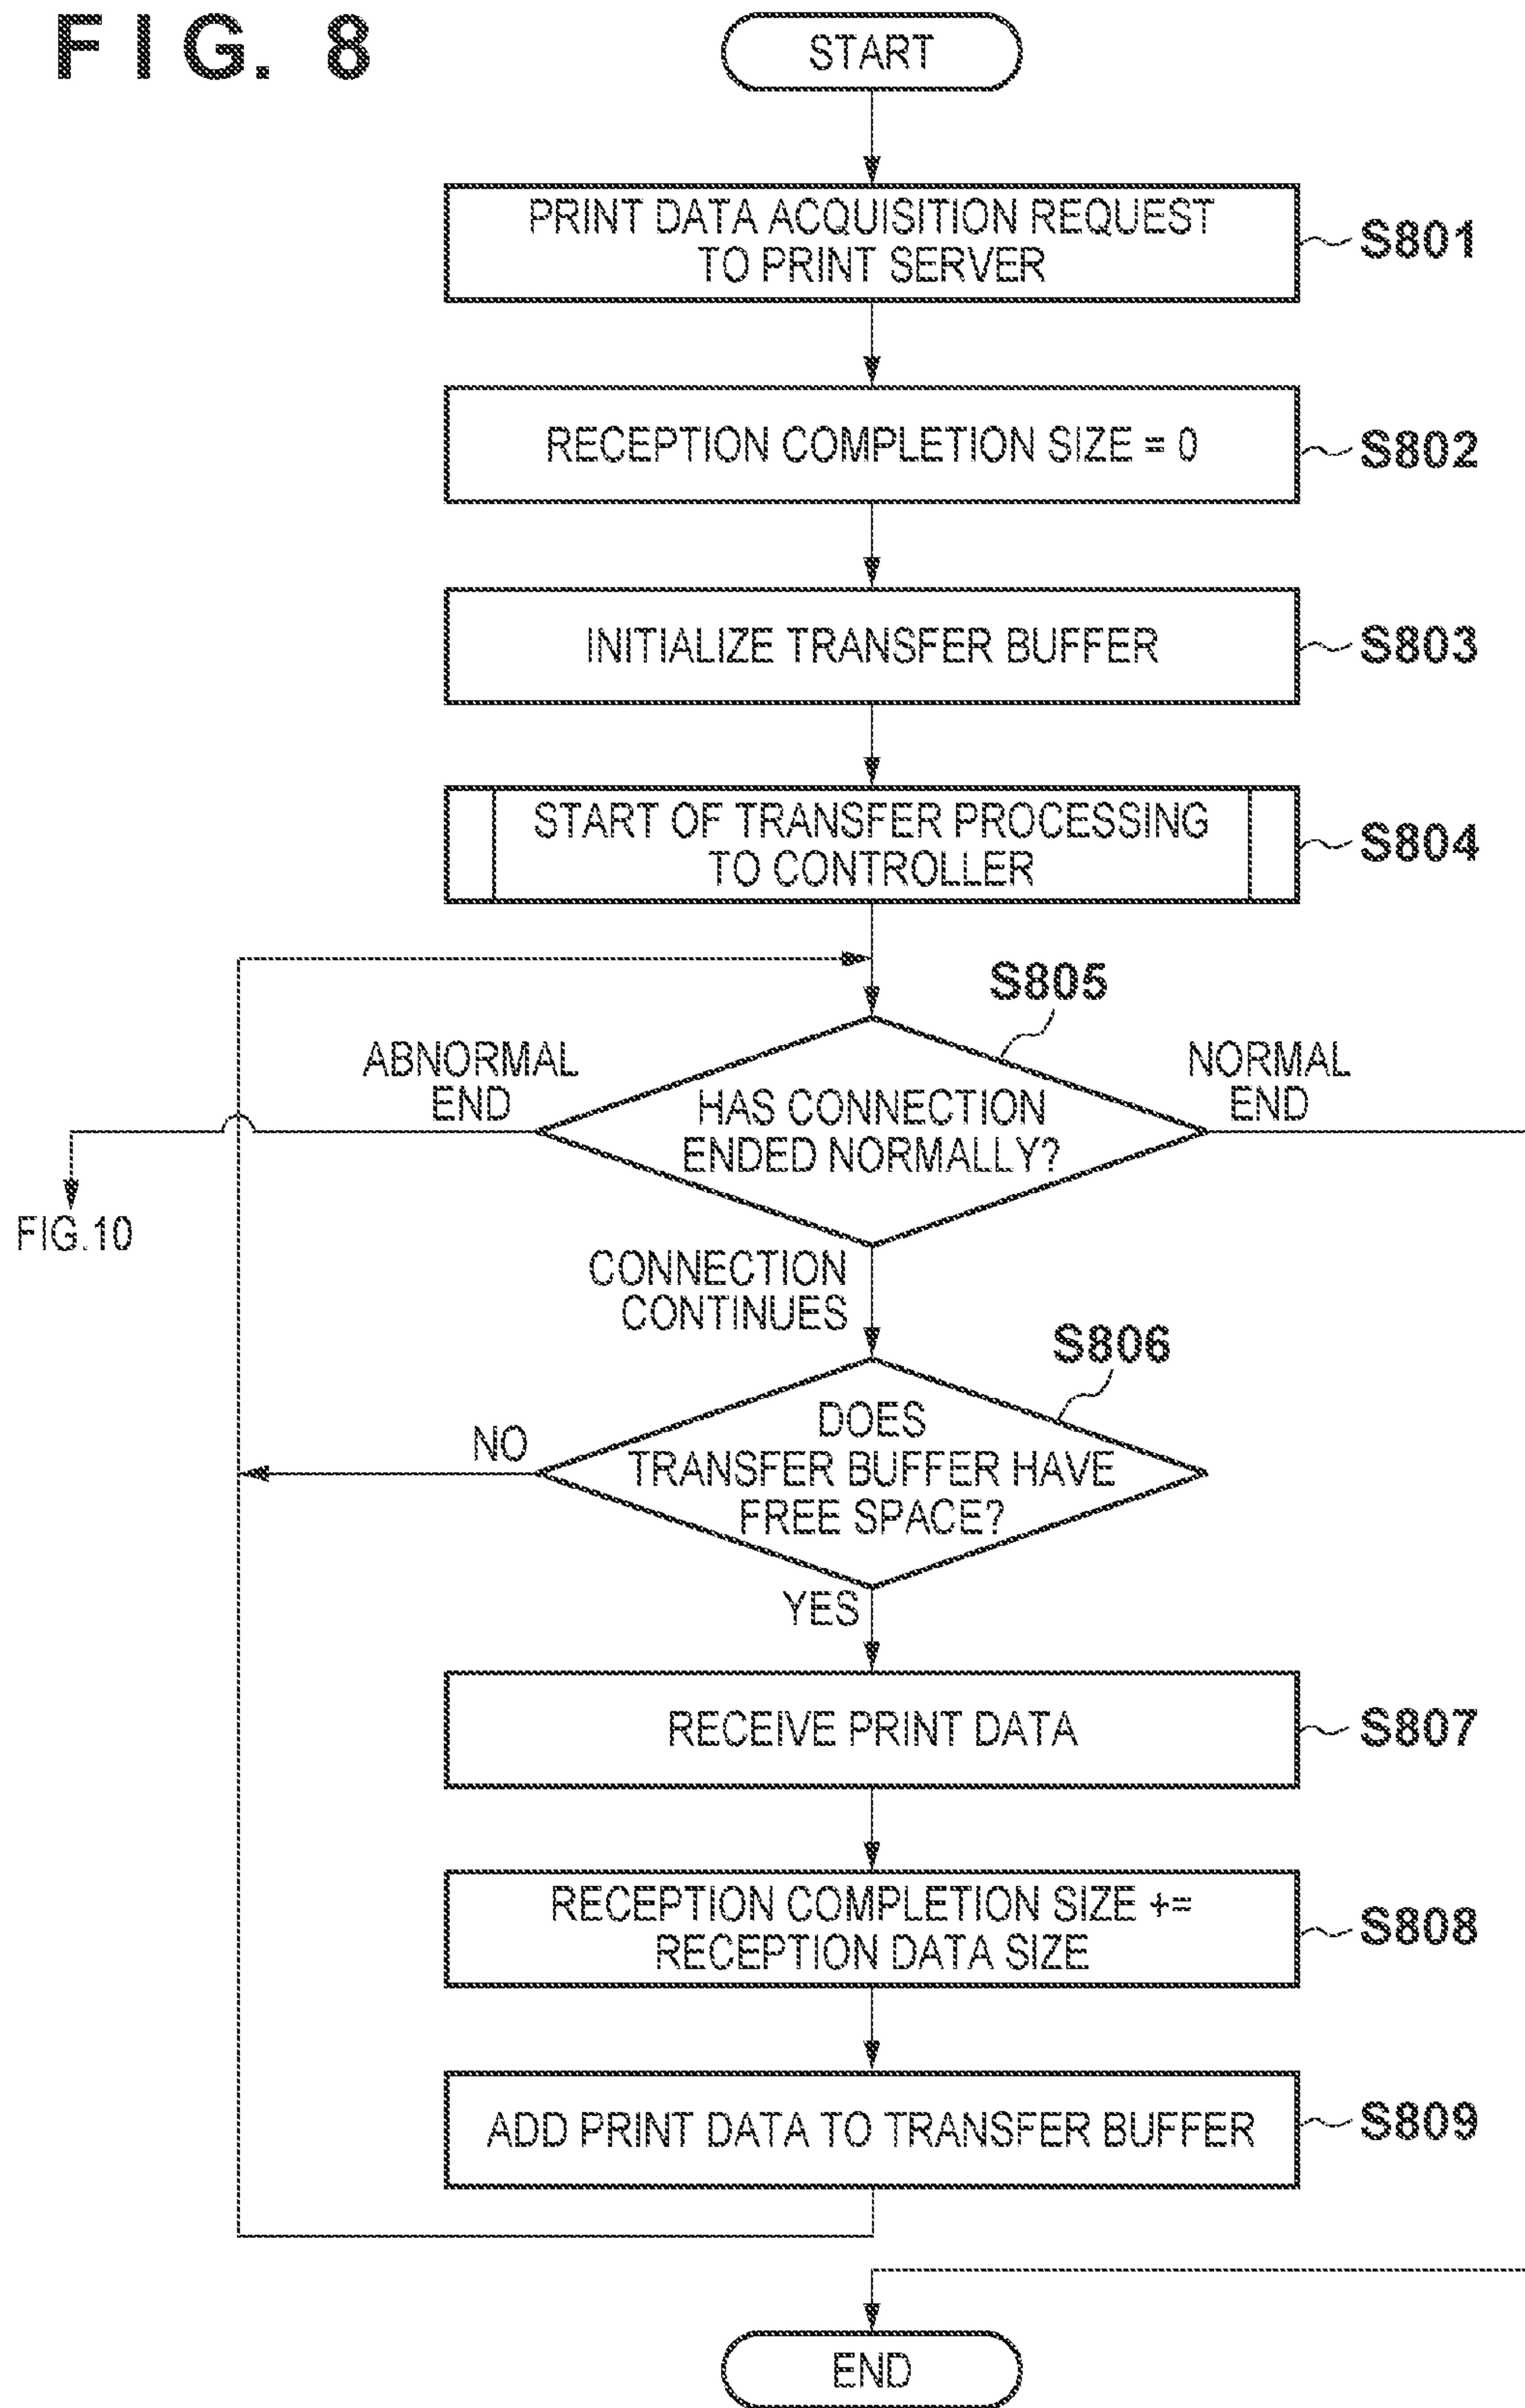 FIG. 8
START
PRINT DATA ACQUISITION REQUEST
TO PRINT SERVER
S801
RECEPTION COMPLETION SIZE = 0
S802
INITIALIZE TRANSFER BUFFER
S803
START OF TRANSFER PROCESSING
TO CONTROLLER
S804
S805
ABNORMAL
END
HAS CONNECTION
ENDED NORMALLY?
NORMAL
END
FIG.10
CONNECTION
CONTINUES
S806
NO
DOES
TRANSFER BUFFER HAVE
FREE SPACE?
YES
RECEIVE PRINT DATA
S807
RECEPTION COMPLETION SIZE +=
RECEPTION DATA SIZE
S808
ADD PRINT DATA TO TRANSFER BUFFER
S809
END